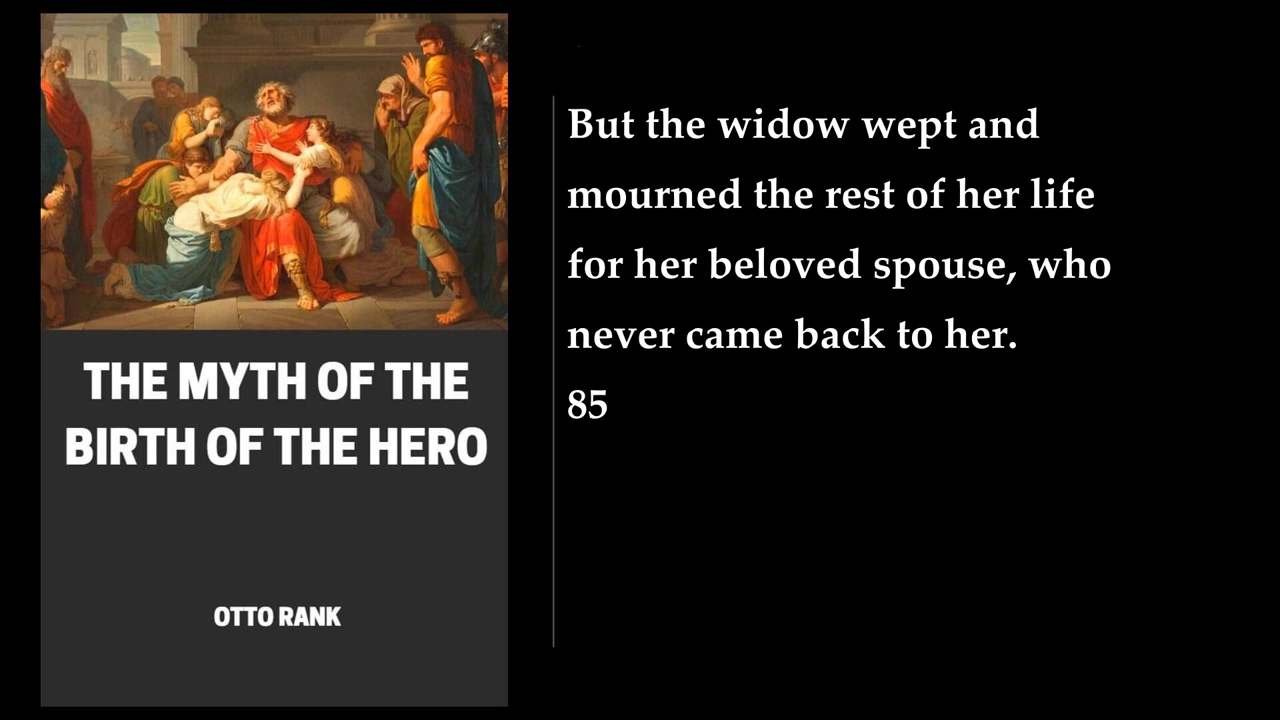 THE MYTH OF THE
BIRTH OF THE HERO
OTTO RANK
But the widow wept and
mourned the rest of her life
for her beloved spouse, who
never came back to her.
85